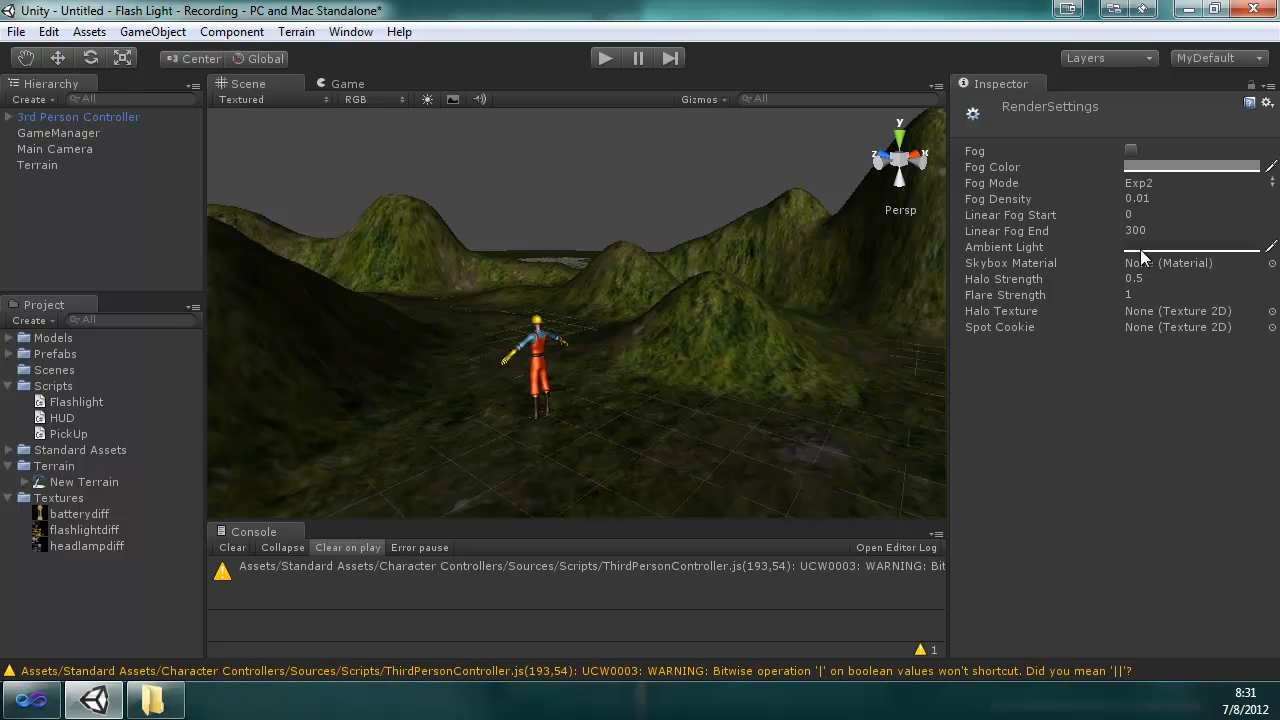 Unity - Untitled - Flash Light - Recording - PC and Mac Standalone*
File Edit Assets GameObject Component Terrain Window Help
Center Global Layers MyDefault
Hierarchy
Create All
3rd Person Controller
GameManager
Main Camera
Terrain
Project
Create All
Models
Prefabs
Scenes
Scripts
Flashlight
HUD
PickUp
Standard Assets
Terrain
New Terrain
Textures
batterydiff
flashlightdiff
headlampdiff
Scene Game
Textured RGB Gizmos All
y
z x
Persp
Console
Clear Collapse Clear on play Error pause Open Editor Log
Assets/Standard Assets/Character Controllers/Sources/Scripts/ThirdPersonController.js(193,54): UCW0003: WARNING: Bit
1
Inspector
RenderSettings
Fog
Fog Color
Fog Mode Exp2
Fog Density 0.01
Linear Fog Start 0
Linear Fog End 300
Ambient Light
Skybox Material None (Material)
Halo Strength 0.5
Flare Strength 1
Halo Texture None (Texture 2D)
Spot Cookie None (Texture 2D)
Assets/Standard Assets/Character Controllers/Sources/Scripts/ThirdPersonController.js(193,54): UCW0003: WARNING: Bitwise operation '|' on boolean values won't shortcut. Did you mean '||'?
8:31
7/8/2012